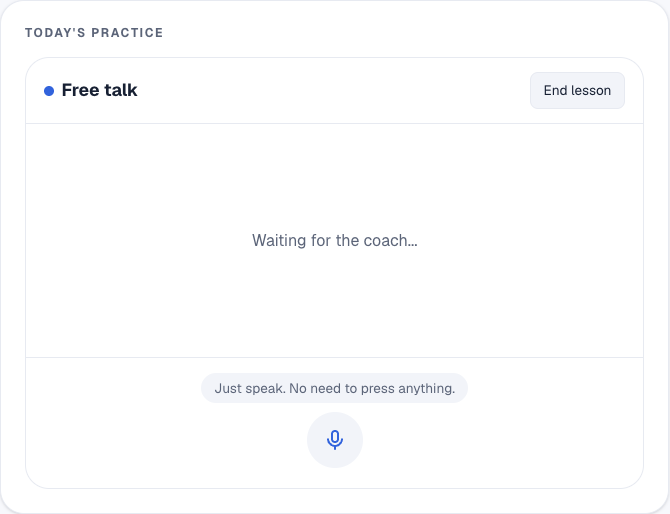 TODAY'S PRACTICE
Free talk
End lesson
Waiting for the coach...
Just speak. No need to press anything.